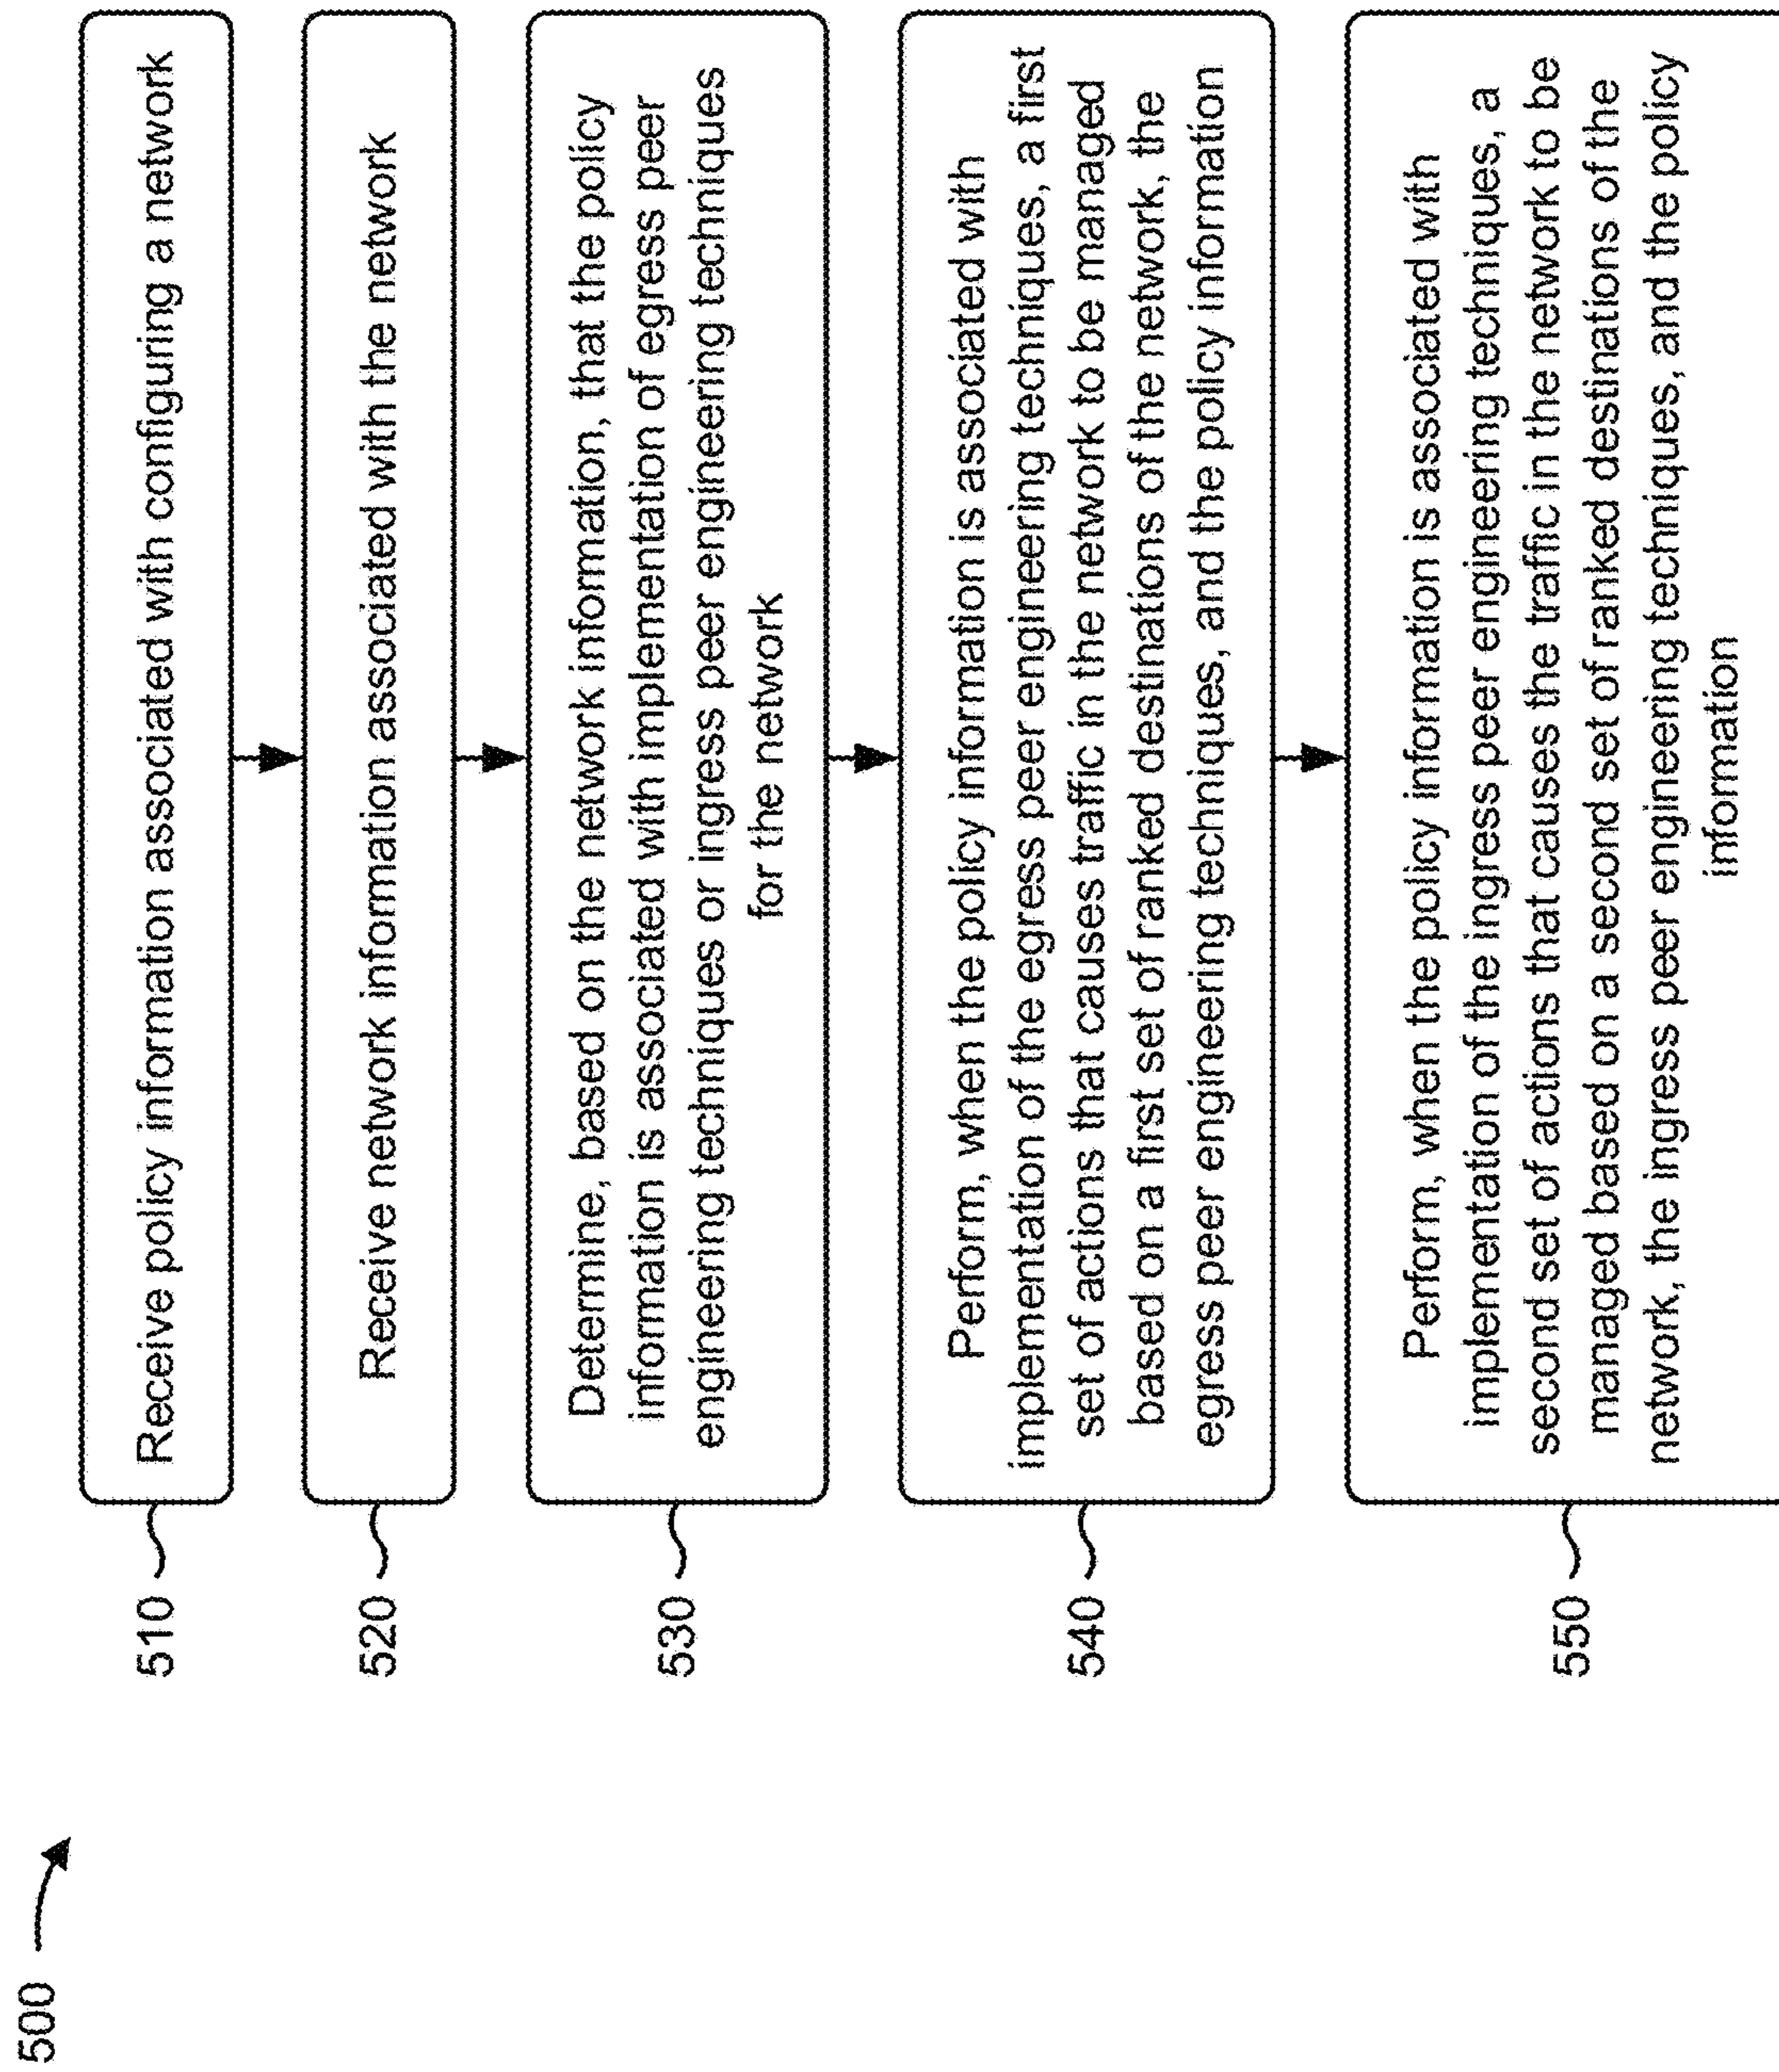 500
510
Receive policy information associated with configuring a network
520
Receive network information associated with the network
530
Determine, based on the network information, that the policy
information is associated with implementation of egress peer
engineering techniques or ingress peer engineering techniques
for the network
540
Perform, when the policy information is associated with
implementation of the egress peer engineering techniques, a first
set of actions that causes traffic in the network to be managed
based on a first set of ranked destinations of the network, the
egress peer engineering techniques, and the policy information
550
Perform, when the policy information is associated with
implementation of the ingress peer engineering techniques, a
second set of actions that causes the traffic in the network to be
managed based on a second set of ranked destinations of the
network, the ingress peer engineering techniques, and the policy
information